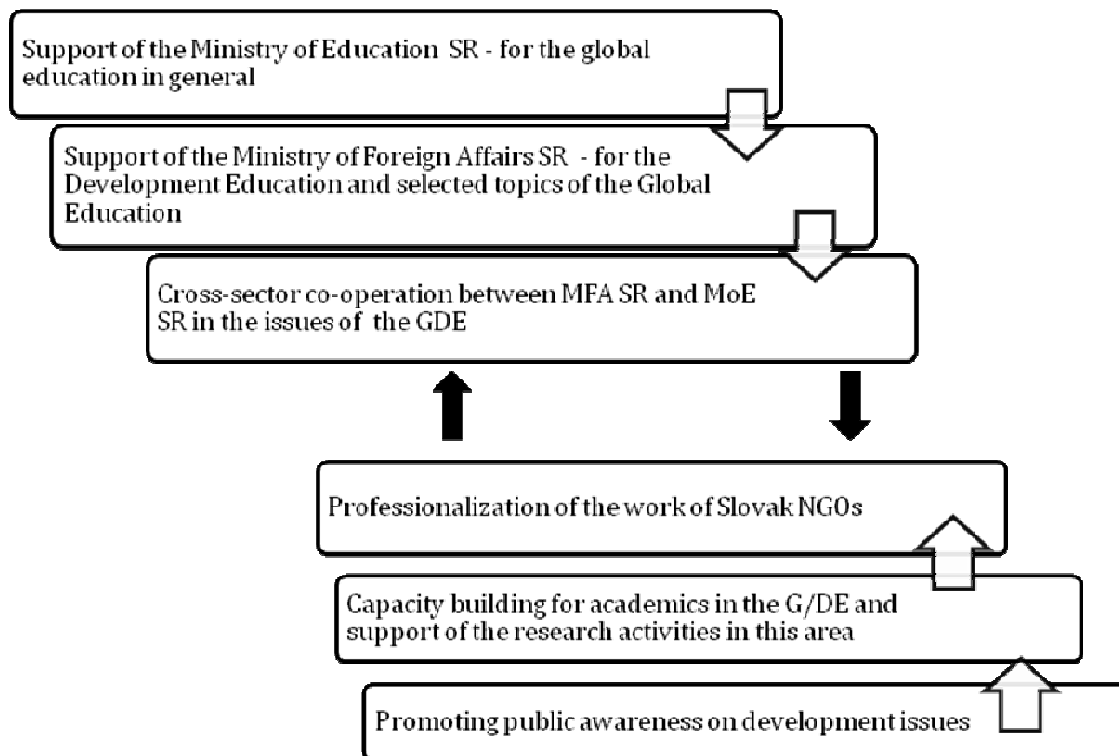 Support of the Ministry of Education SR - for the global
education in general
Support of the Ministry of Foreign Affairs SR - for the
Development Education and selected topics of the Global
Education
Cross-sector co-operation between MFA SR and MoE
SR in the issues of the GDE
Professionalization of the work of Slovak NGOs
Capacity building for academics in the G/DE and
support of the research activities in this area
Promoting public awareness on development issues